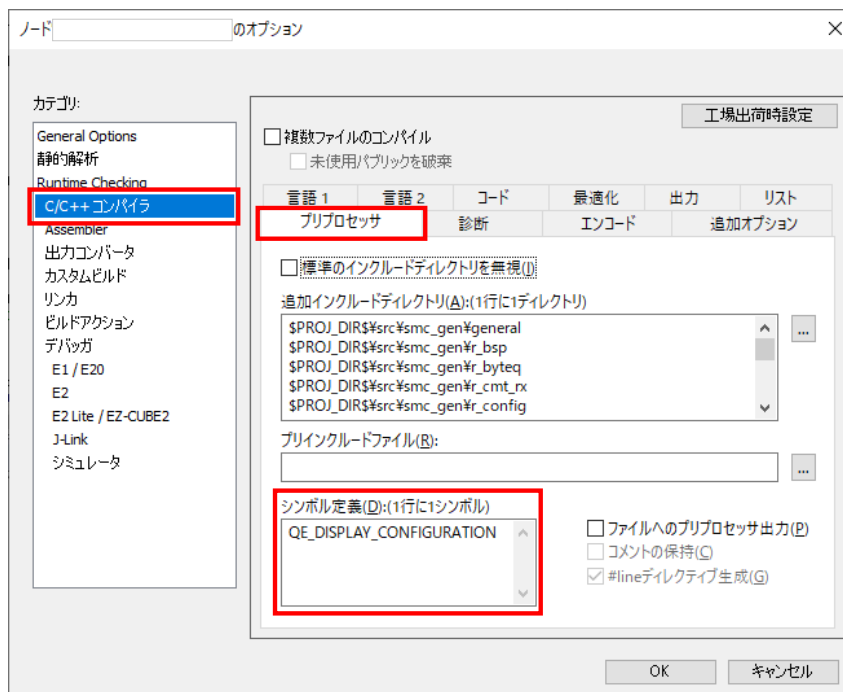 ノード のオプション
カテゴリ:
General Options
静的解析
Runtime Checking
C/C++ コンパイラ
Assembler
出力コンバータ
カスタムビルド
リンカ
ビルドアクション
デバッガ
E1 / E20
E2
E2 Lite / EZ-CUBE2
J-Link
シミュレータ
工場出荷時設定
複数ファイルのコンパイル
未使用パブリックを破棄
言語 1 言語 2 コード 最適化 出力 リスト
プリプロセッサ 診断 エンコード 追加オプション
標準のインクルードディレクトリを無視(I)
追加インクルードディレクトリ(A):(1行に1ディレクトリ)
$PROJ_DIR$¥src¥smc_gen¥general
$PROJ_DIR$¥src¥smc_gen¥r_bsp
$PROJ_DIR$¥src¥smc_gen¥r_byteq
$PROJ_DIR$¥src¥smc_gen¥r_cmt_rx
$PROJ_DIR$¥src¥smc_gen¥r_config
...
プリインクルードファイル(R):
...
シンボル定義(D):(1行に1シンボル)
QE_DISPLAY_CONFIGURATION
ファイルへのプリプロセッサ出力(P)
コメントの保持(C)
#lineディレクティブ生成(G)
OK キャンセル